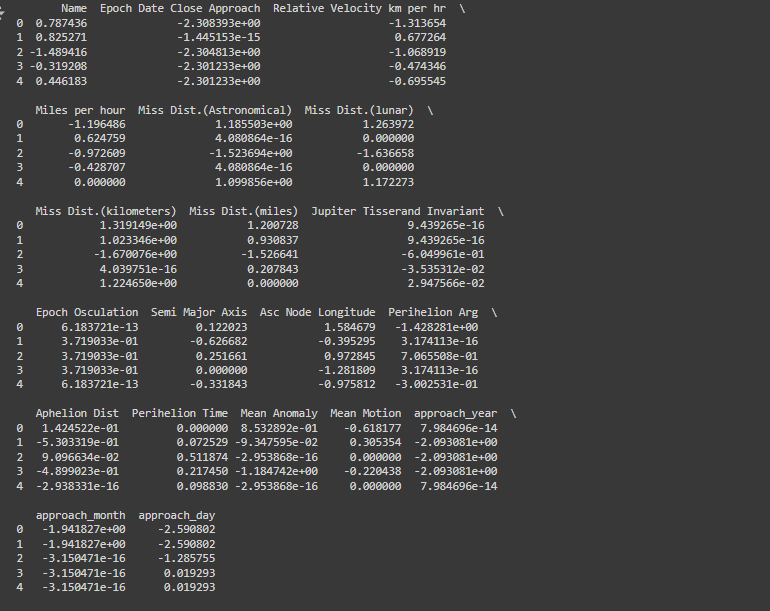 Name Epoch Date Close Approach Relative Velocity km per hr \
0 0.787436 -2.308393e+00 -1.313654
1 0.825271 -1.445153e-15 0.677264
2 -1.489416 -2.304813e+00 -1.068919
3 -0.319208 -2.301233e+00 -0.474346
4 0.446183 -2.301233e+00 -0.695545
Miles per hour Miss Dist.(Astronomical) Miss Dist.(lunar) \
0 -1.196486 1.185503e+00 1.263972
1 0.624759 4.080864e-16 0.000000
2 -0.972609 -1.523694e+00 -1.636658
3 -0.428707 4.080864e-16 0.000000
4 0.000000 1.099856e+00 1.172273
Miss Dist.(kilometers) Miss Dist.(miles) Jupiter Tisserand Invariant \
0 1.319149e+00 1.200728 9.439265e-16
1 1.023346e+00 0.930837 9.439265e-16
2 -1.670076e+00 -1.526641 -6.049961e-01
3 4.039751e-16 0.207843 -3.535312e-02
4 1.224650e+00 0.000000 2.947566e-02
Epoch Osculation Semi Major Axis Asc Node Longitude Perihelion Arg \
0 6.183721e-13 0.122023 1.584679 -1.428281e+00
1 3.719033e-01 -0.626682 -0.395295 3.174113e-16
2 3.719033e-01 0.251661 0.972845 7.065508e-01
3 3.719033e-01 0.000000 -1.281809 3.174113e-16
4 6.183721e-13 -0.331843 -0.975812 -3.002531e-01
Aphelion Dist Perihelion Time Mean Anomaly Mean Motion approach_year \
0 1.424522e-01 0.000000 8.532892e-01 -0.618177 7.984696e-14
1 -5.303319e-01 0.072529 -9.347595e-02 0.305354 -2.093081e+00
2 9.096634e-02 0.511874 -2.953868e-16 0.000000 -2.093081e+00
3 -4.899023e-01 0.217450 -1.184742e+00 -0.220438 -2.093081e+00
4 -2.938331e-16 0.098830 -2.953868e-16 0.000000 7.984696e-14
approach_month approach_day
0 -1.941827e+00 -2.590802
1 -1.941827e+00 -2.590802
2 -3.150471e-16 -1.285755
3 -3.150471e-16 0.019293
4 -3.150471e-16 0.019293